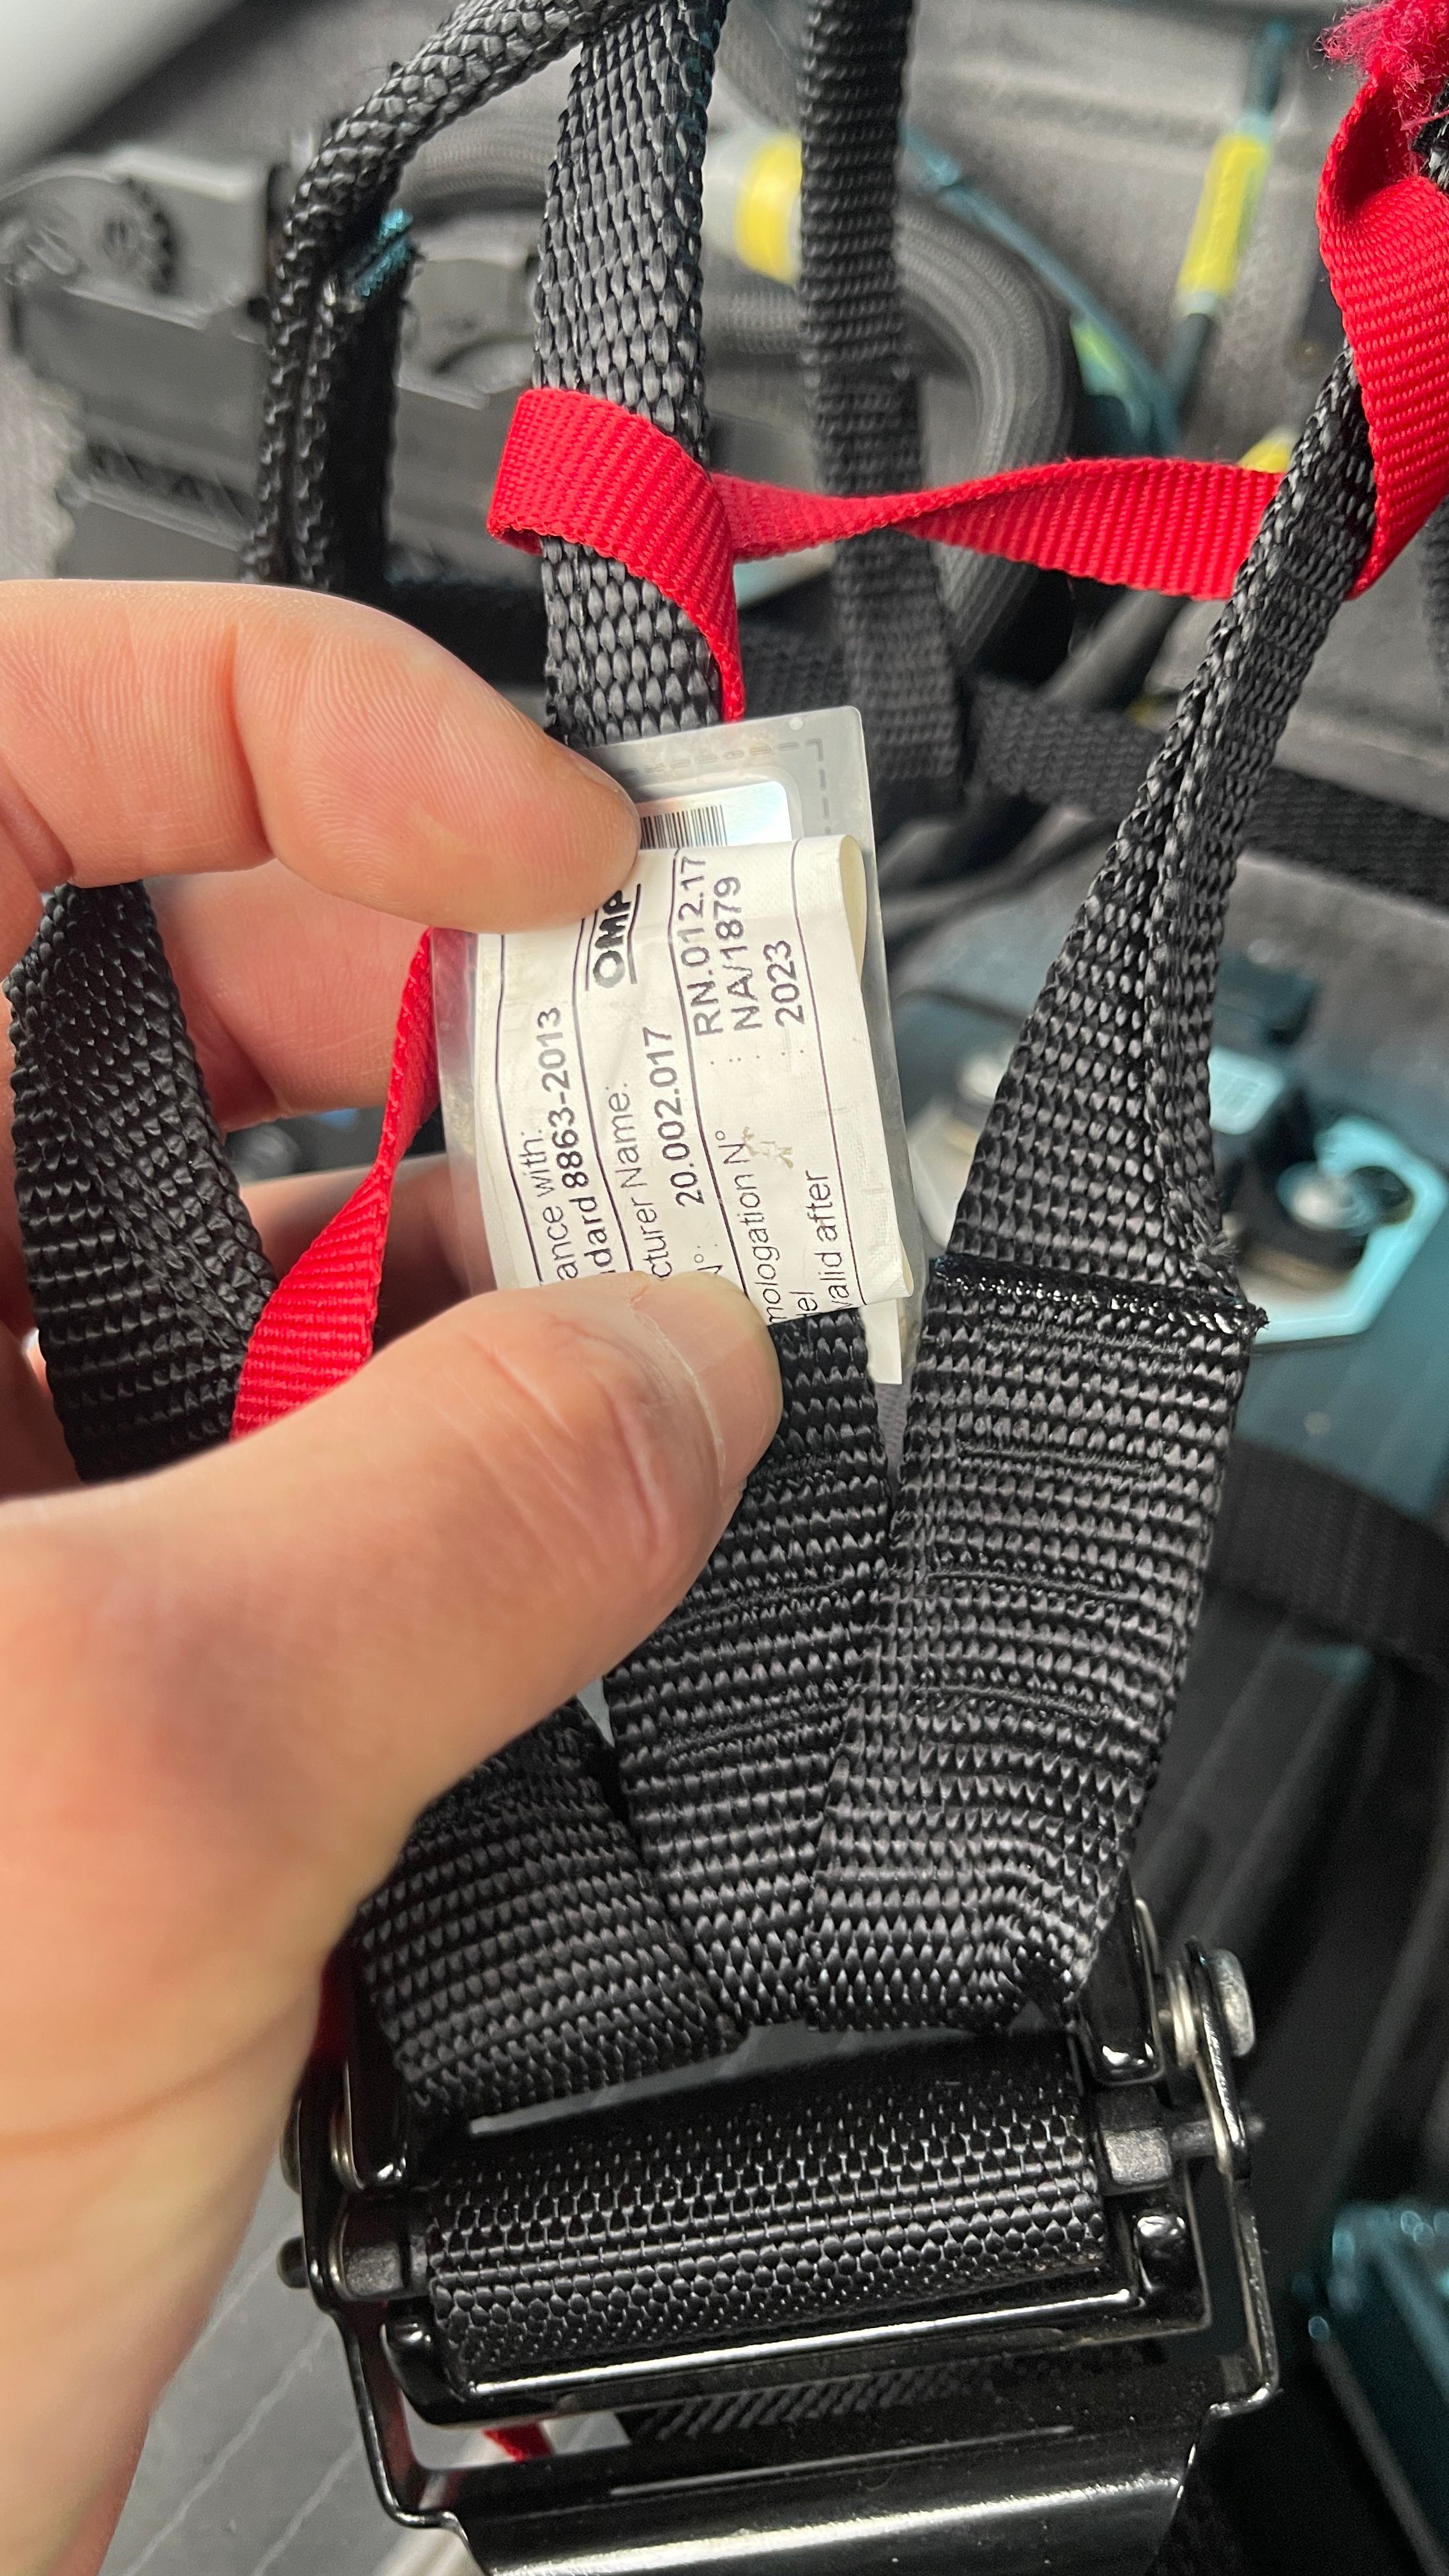 ance with:
dard 8863-2013
cturer Name: OMP
N°: 20.002.017
mologation N° : RN.012.17
del : NA/1879
valid after : 2023